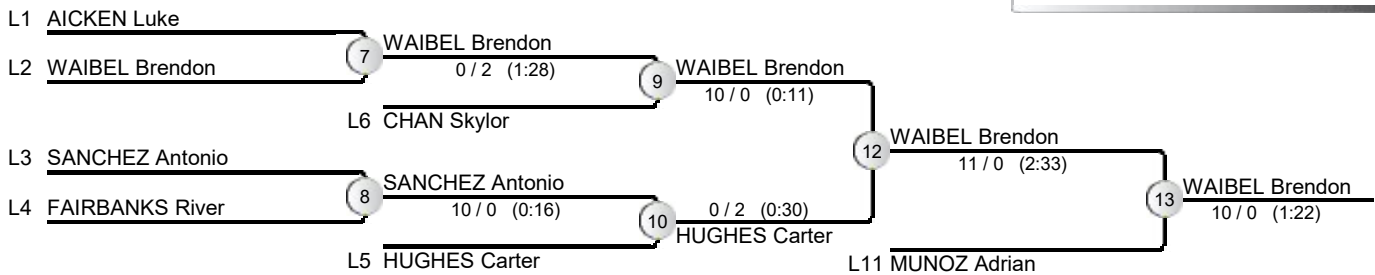 L1 AICKEN Luke
7 WAIBEL Brendon
L2 WAIBEL Brendon
0 / 2 (1:28)
9 WAIBEL Brendon
10 / 0 (0:11)
L6 CHAN Skylor
12 WAIBEL Brendon
11 / 0 (2:33)
L3 SANCHEZ Antonio
8 SANCHEZ Antonio
L4 FAIRBANKS River
10 / 0 (0:16)
10 0 / 2 (0:30)
HUGHES Carter
L5 HUGHES Carter
13 WAIBEL Brendon
10 / 0 (1:22)
L11 MUNOZ Adrian